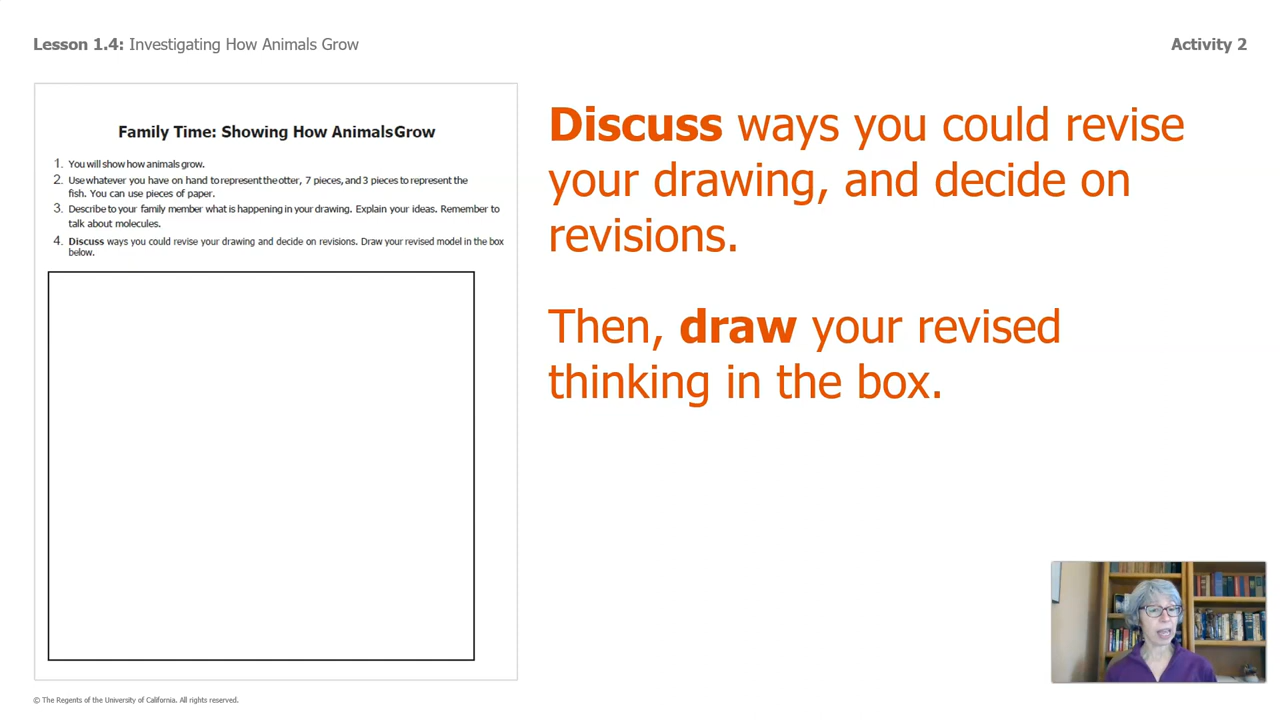 Lesson 1.4: Investigating How Animals Grow
Activity 2
Family Time: Showing How AnimalsGrow
1. You will show how animals grow.
2. Use whatever you have on hand to represent the otter, 7 pieces, and 3 pieces to represent the
fish. You can use pieces of paper.
3. Describe to your family member what is happening in your drawing. Explain your ideas. Remember to
talk about molecules.
4. Discuss ways you could revise your drawing and decide on revisions. Draw your revised model in the box
below.
Discuss ways you could revise
your drawing, and decide on
revisions.
Then, draw your revised
thinking in the box.
© The Regents of the University of California. All rights reserved.